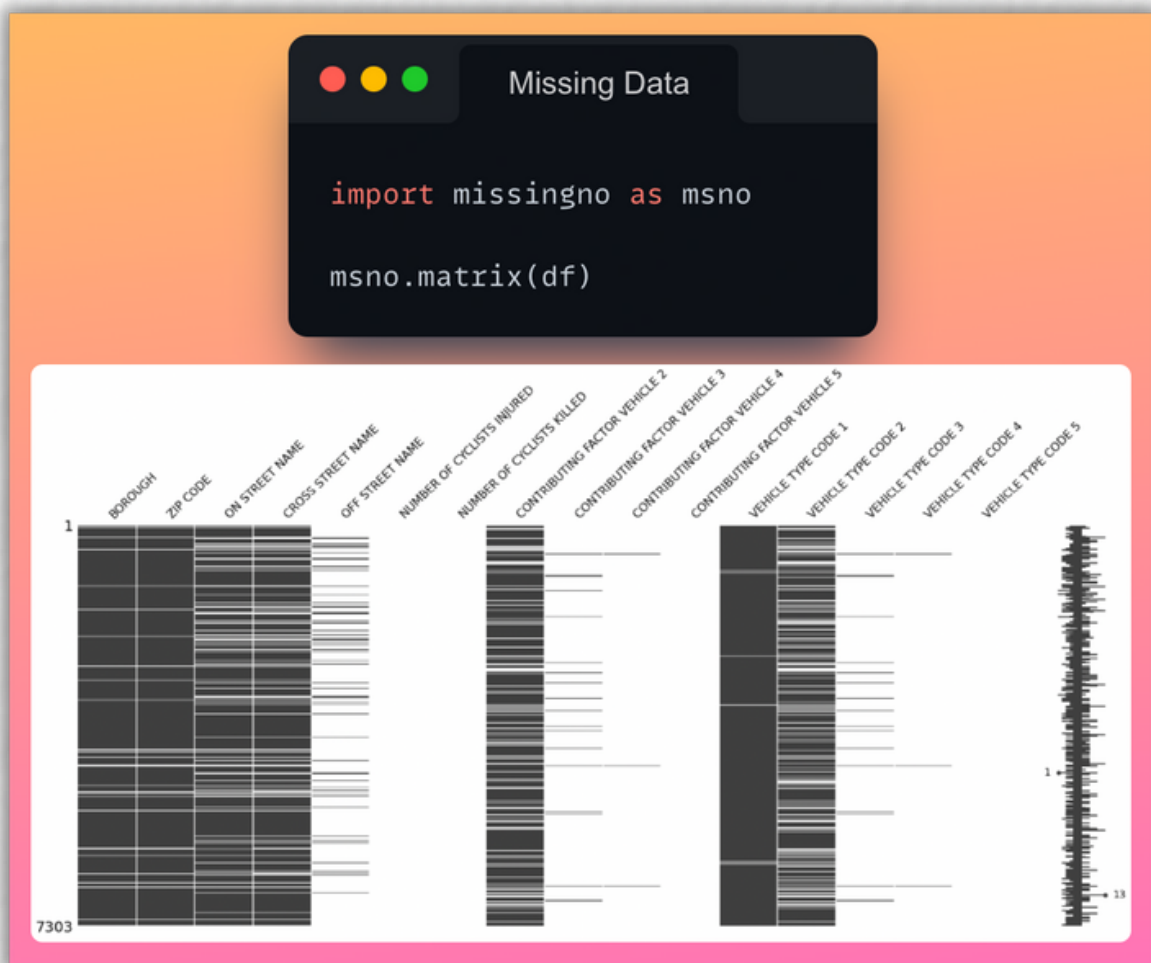 Missing Data
import missingno as msno
msno.matrix(df)
BOROUGH
ZIP CODE
ON STREET NAME
CROSS STREET NAME
OFF STREET NAME
NUMBER OF CYCLISTS INJURED
NUMBER OF CYCLISTS KILLED
CONTRIBUTING FACTOR VEHICLE 2
CONTRIBUTING FACTOR VEHICLE 3
CONTRIBUTING FACTOR VEHICLE 4
CONTRIBUTING FACTOR VEHICLE 5
VEHICLE TYPE CODE 1
VEHICLE TYPE CODE 2
VEHICLE TYPE CODE 3
VEHICLE TYPE CODE 4
VEHICLE TYPE CODE 5
1
1
13
7303